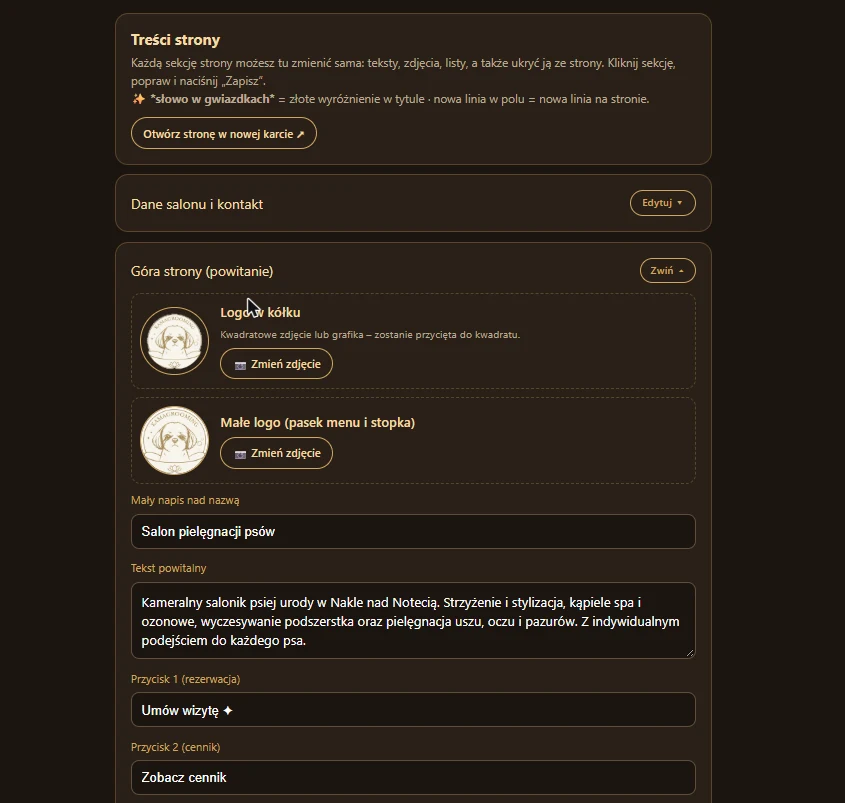 Treści strony
Każdą sekcję strony możesz tu zmienić sama: teksty, zdjęcia, listy, a także ukryć ją ze strony. Kliknij sekcję,
popraw i naciśnij „Zapisz”.
✨ *słowo w gwiazdkach* = złote wyróżnienie w tytule · nowa linia w polu = nowa linia na stronie.
Otwórz stronę w nowej karcie ↗
Dane salonu i kontakt
Edytuj ▾
Góra strony (powitanie)
Zwiń ▴
Logo w kółku
Kwadratowe zdjęcie lub grafika – zostanie przycięta do kwadratu.
📷 Zmień zdjęcie
Małe logo (pasek menu i stopka)
📷 Zmień zdjęcie
Mały napis nad nazwą
Salon pielęgnacji psów
Tekst powitalny
Kameralny salonik psiej urody w Nakle nad Notecią. Strzyżenie i stylizacja, kąpiele spa i
ozonowe, wyczesywanie podszerstka oraz pielęgnacja uszu, oczu i pazurów. Z indywidualnym
podejściem do każdego psa.
Przycisk 1 (rezerwacja)
Umów wizytę ✦
Przycisk 2 (cennik)
Zobacz cennik